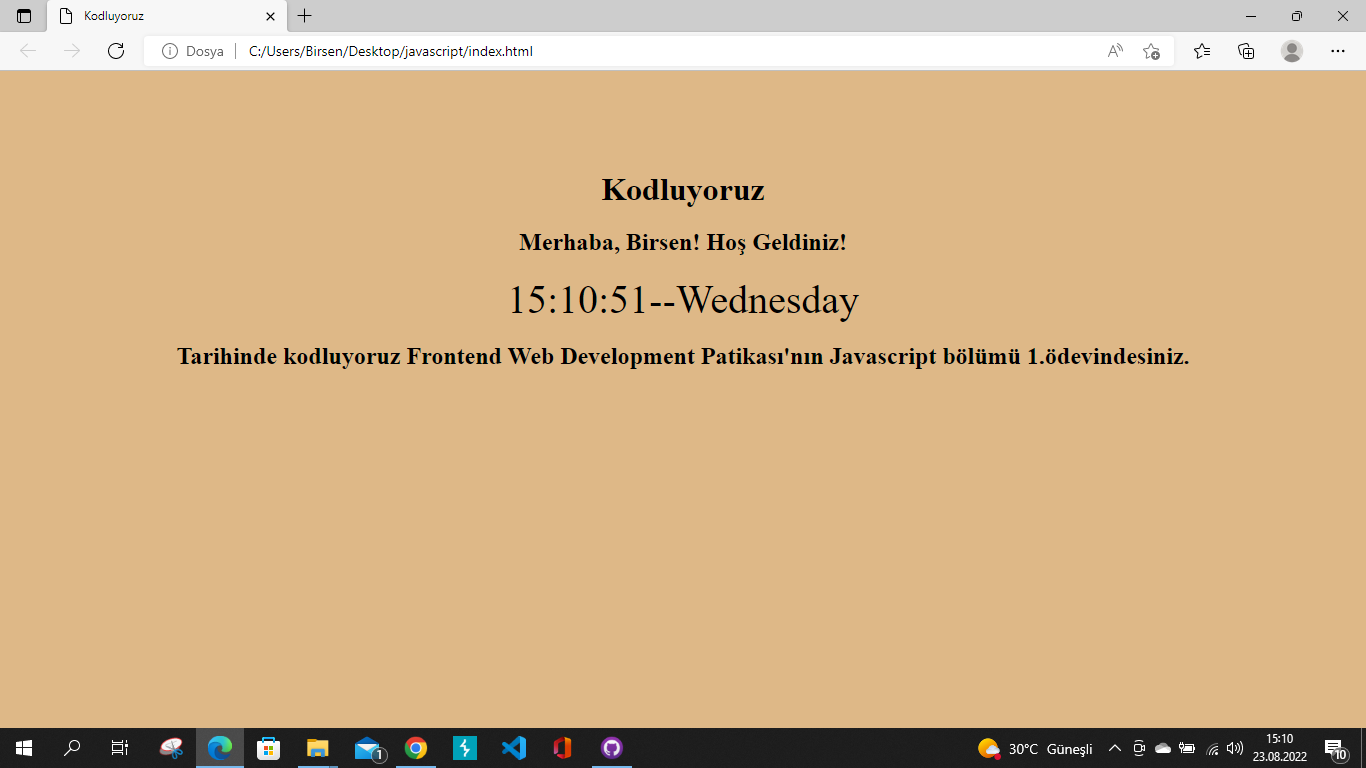 Kodluyoruz
Dosya C:/Users/Birsen/Desktop/javascript/index.html
Kodluyoruz
Merhaba, Birsen! Hoş Geldiniz!
15:10:51--Wednesday
Tarihinde kodluyoruz Frontend Web Development Patikası'nın Javascript bölümü 1.ödevindesiniz.
1
30°C Güneşli
15:10
23.08.2022
10